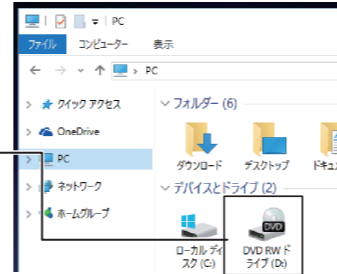 PC
ファイル コンピューター 表示
PC
クイック アクセス
OneDrive
PC
ネットワーク
ホームグループ
フォルダー (6)
ダウンロード
デスクトップ
デバイスとドライブ (2)
ローカル ディ
スク (C:)
DVD
DVD RW ド
ライブ (D:)